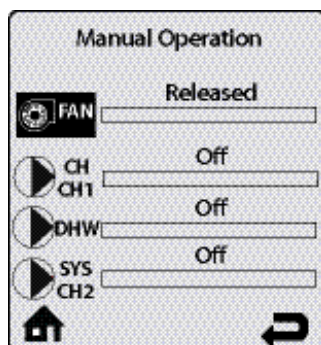 Manual Operation
Released
FAN
Off
CH
CH1
Off
DHW
Off
SYS
CH2